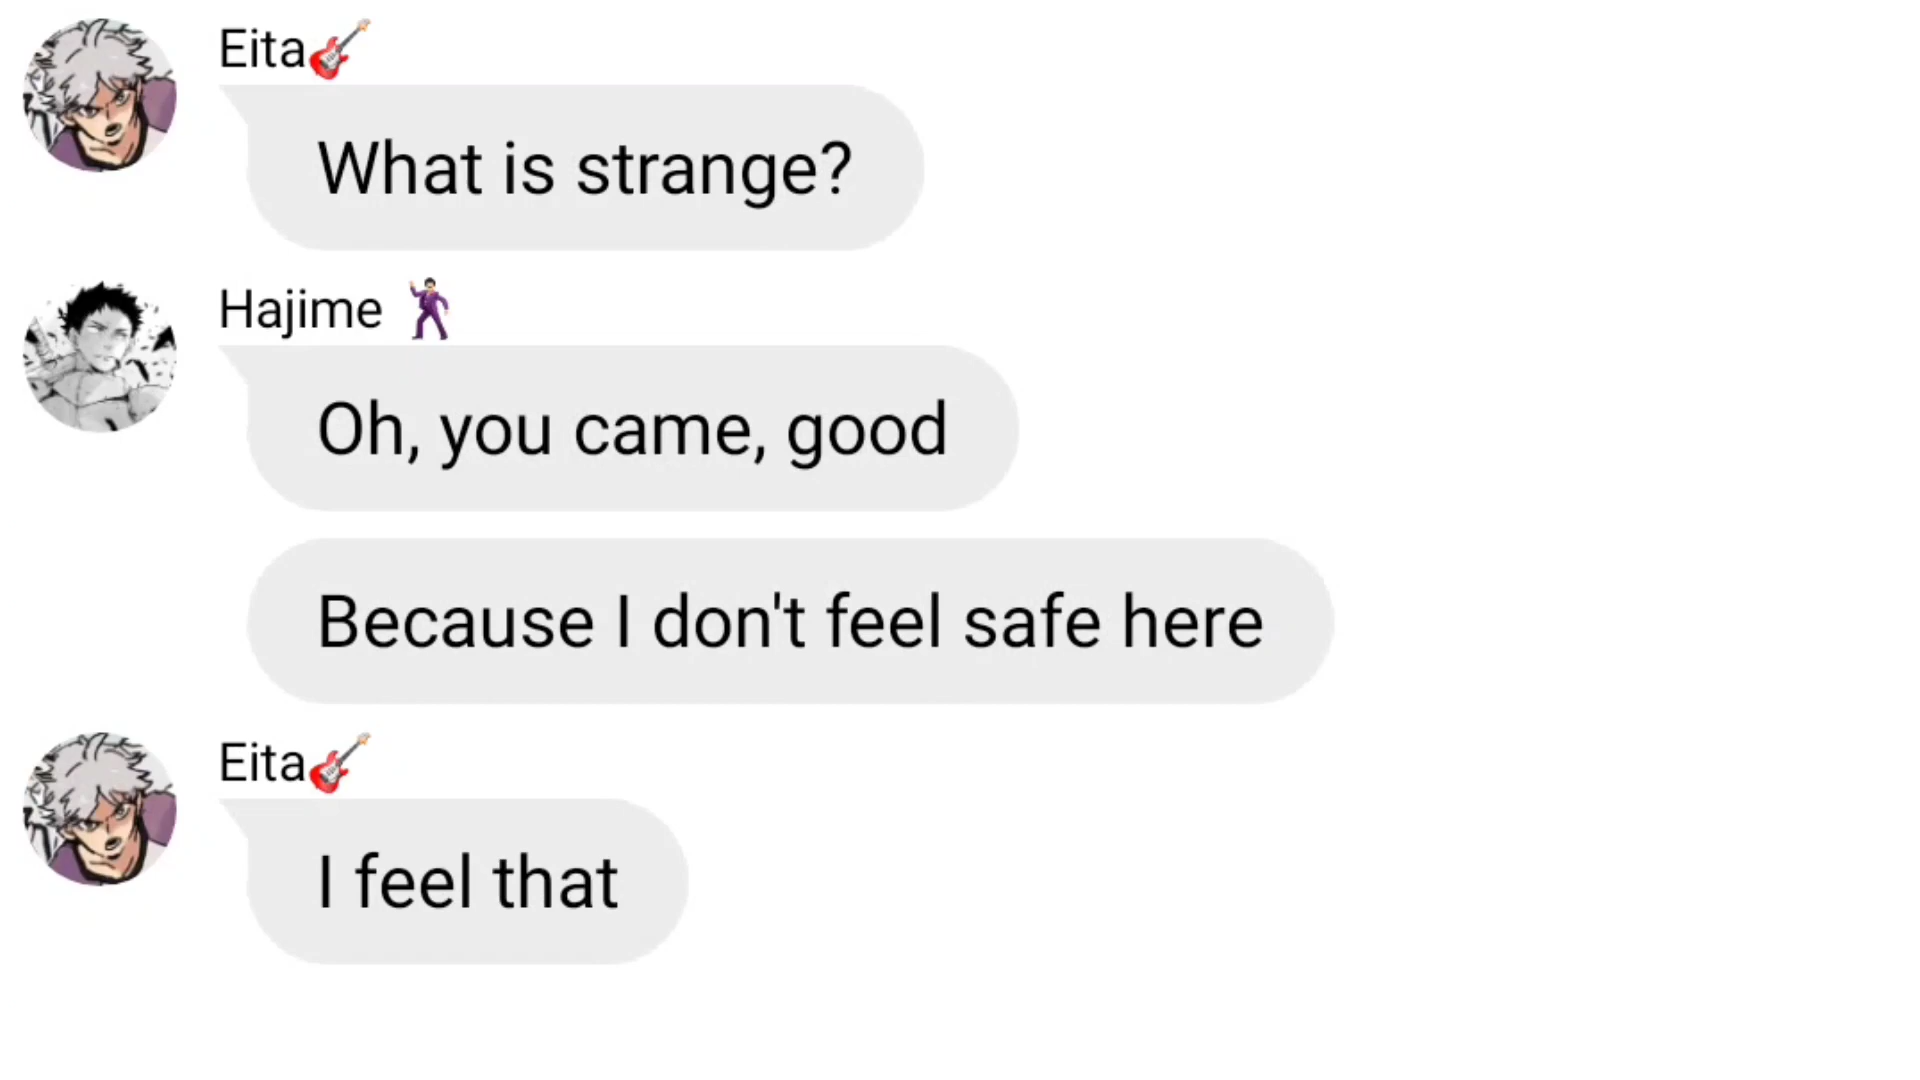 Eita🎸
What is strange?
Hajime 🕺🏻
Oh, you came, good
Because I don't feel safe here
Eita🎸
I feel that